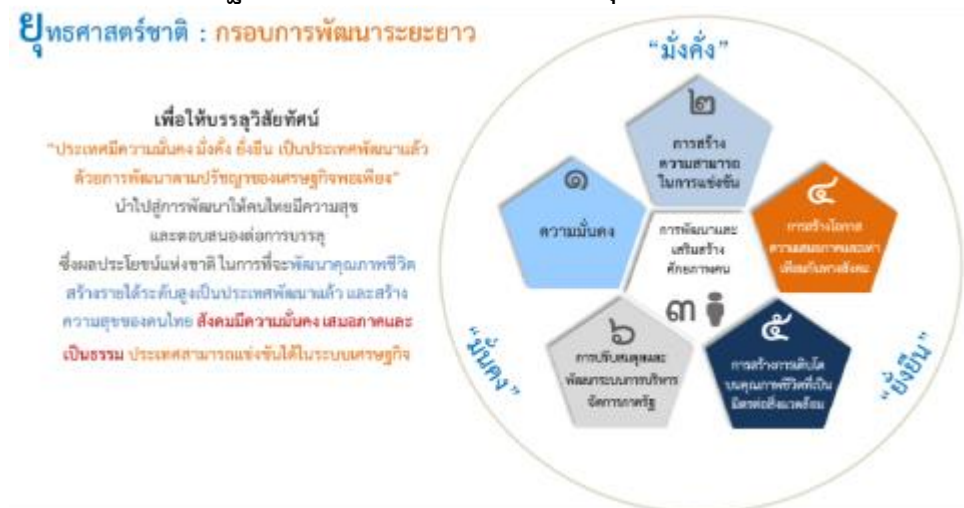 ยุทธศาสตร์ชาติ : กรอบการพัฒนาระยะยาว
เพื่อให้บรรลุวิสัยทัศน์
"ประเทศมีความมั่นคง มั่งคั่ง ยั่งยืน เป็นประเทศพัฒนาแล้ว
ด้วยการพัฒนาตามปรัชญาของเศรษฐกิจพอเพียง"
นำไปสู่การพัฒนาให้คนไทยมีความสุข
และตอบสนองต่อการบรรลุ
ซึ่งผลประโยชน์แห่งชาติ ในการที่จะพัฒนาคุณภาพชีวิต
สร้างรายได้ระดับสูงเป็นประเทศพัฒนาแล้ว และสร้าง
ความสุขของคนไทย สังคมมีความมั่นคง เสมอภาคและ
เป็นธรรม ประเทศสามารถแข่งขันได้ในระบบเศรษฐกิจ
"มั่งคั่ง"
๒
การสร้าง
ความสามารถ
ในการแข่งขัน
๑
ความมั่นคง
๔
การสร้างโอกาส
ความเสมอภาคและเท่า
เทียมกันทางสังคม
การพัฒนาและ
เสริมสร้าง
ศักยภาพคน
๓
๖
การปรับสมดุลและ
พัฒนาระบบการบริหาร
จัดการภาครัฐ
๕
การสร้างการเติบโต
บนคุณภาพชีวิตที่เป็น
มิตรต่อสิ่งแวดล้อม
"มั่นคง"
"ยั่งยืน"